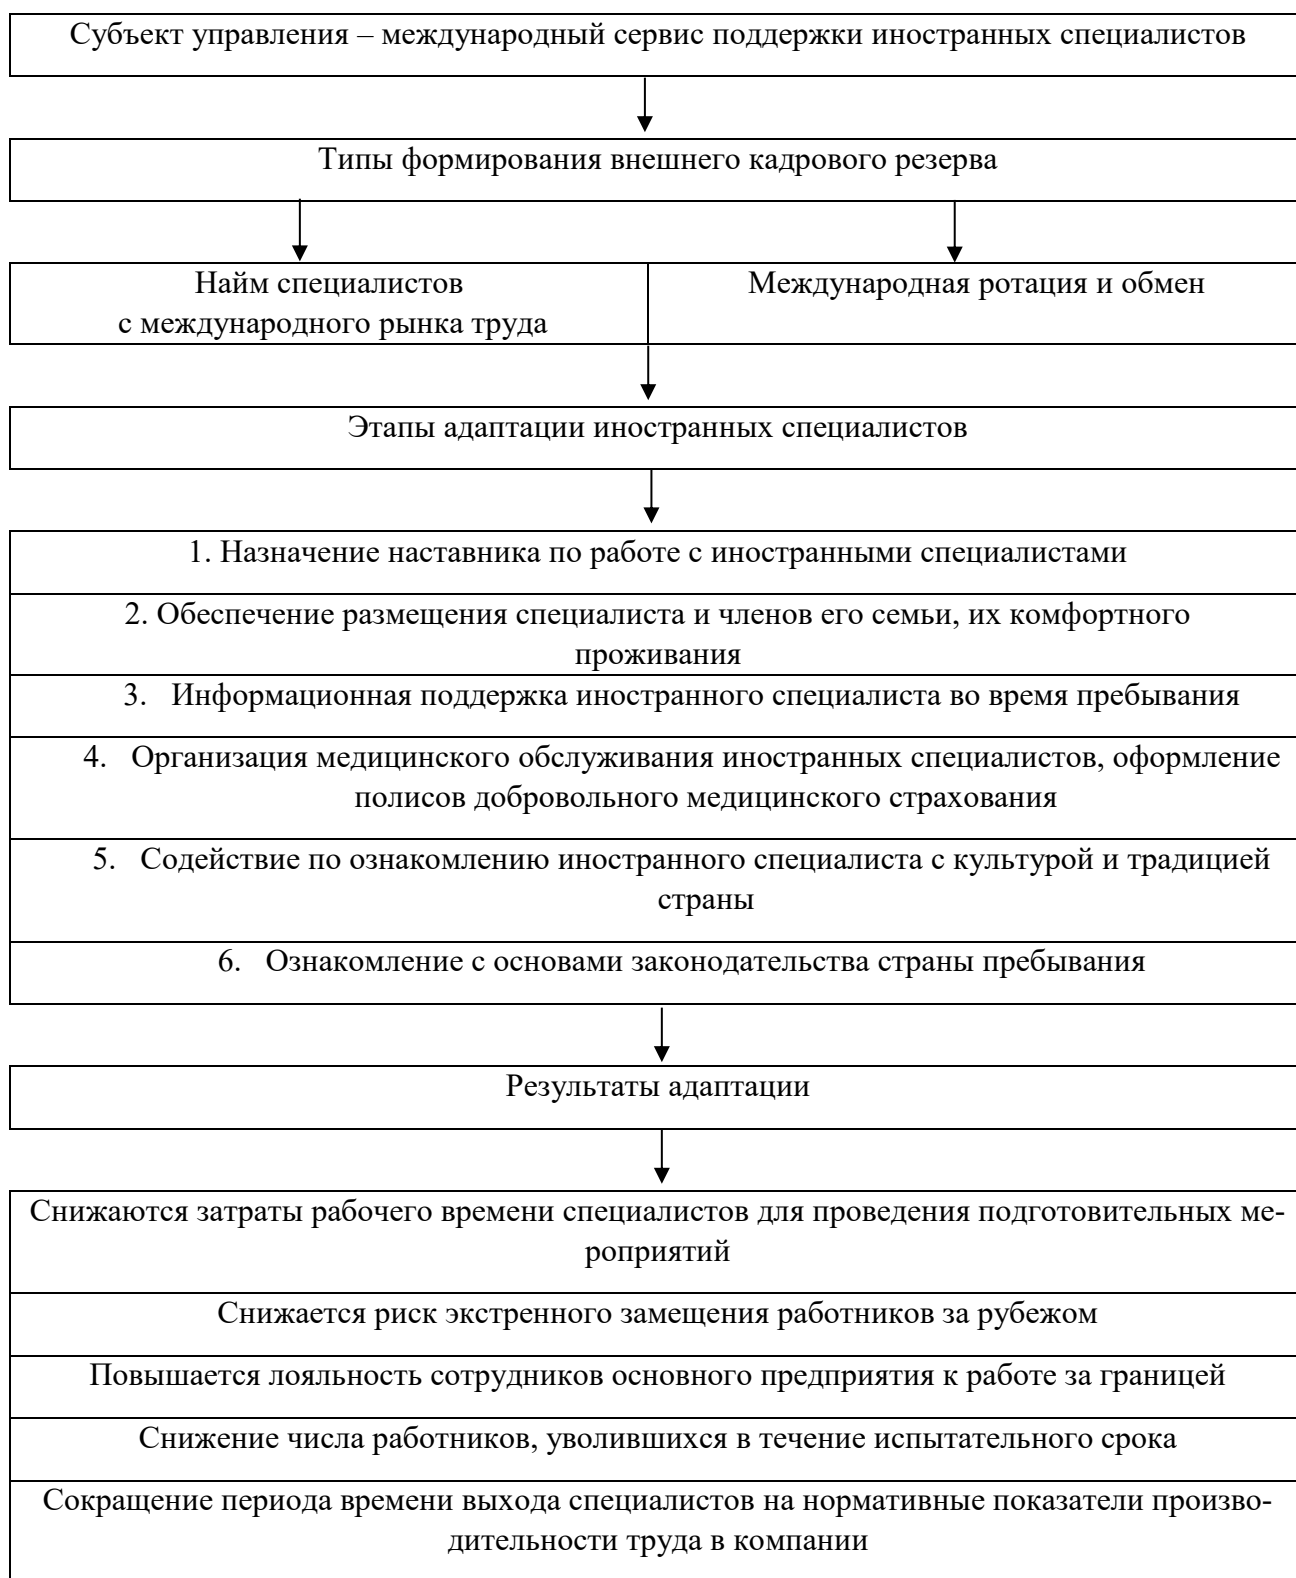 Субъект управления – международный сервис поддержки иностранных специалистов
Типы формирования внешнего кадрового резерва
Найм специалистов
с международного рынка труда
Международная ротация и обмен
Этапы адаптации иностранных специалистов
1. Назначение наставника по работе с иностранными специалистами
2. Обеспечение размещения специалиста и членов его семьи, их комфортного
проживания
3. Информационная поддержка иностранного специалиста во время пребывания
4. Организация медицинского обслуживания иностранных специалистов, оформление
полисов добровольного медицинского страхования
5. Содействие по ознакомлению иностранного специалиста с культурой и традицией
страны
6. Ознакомление с основами законодательства страны пребывания
Результаты адаптации
Снижаются затраты рабочего времени специалистов для проведения подготовительных ме-
роприятий
Снижается риск экстренного замещения работников за рубежом
Повышается лояльность сотрудников основного предприятия к работе за границей
Снижение числа работников, уволившихся в течение испытательного срока
Сокращение периода времени выхода специалистов на нормативные показатели произво-
дительности труда в компании